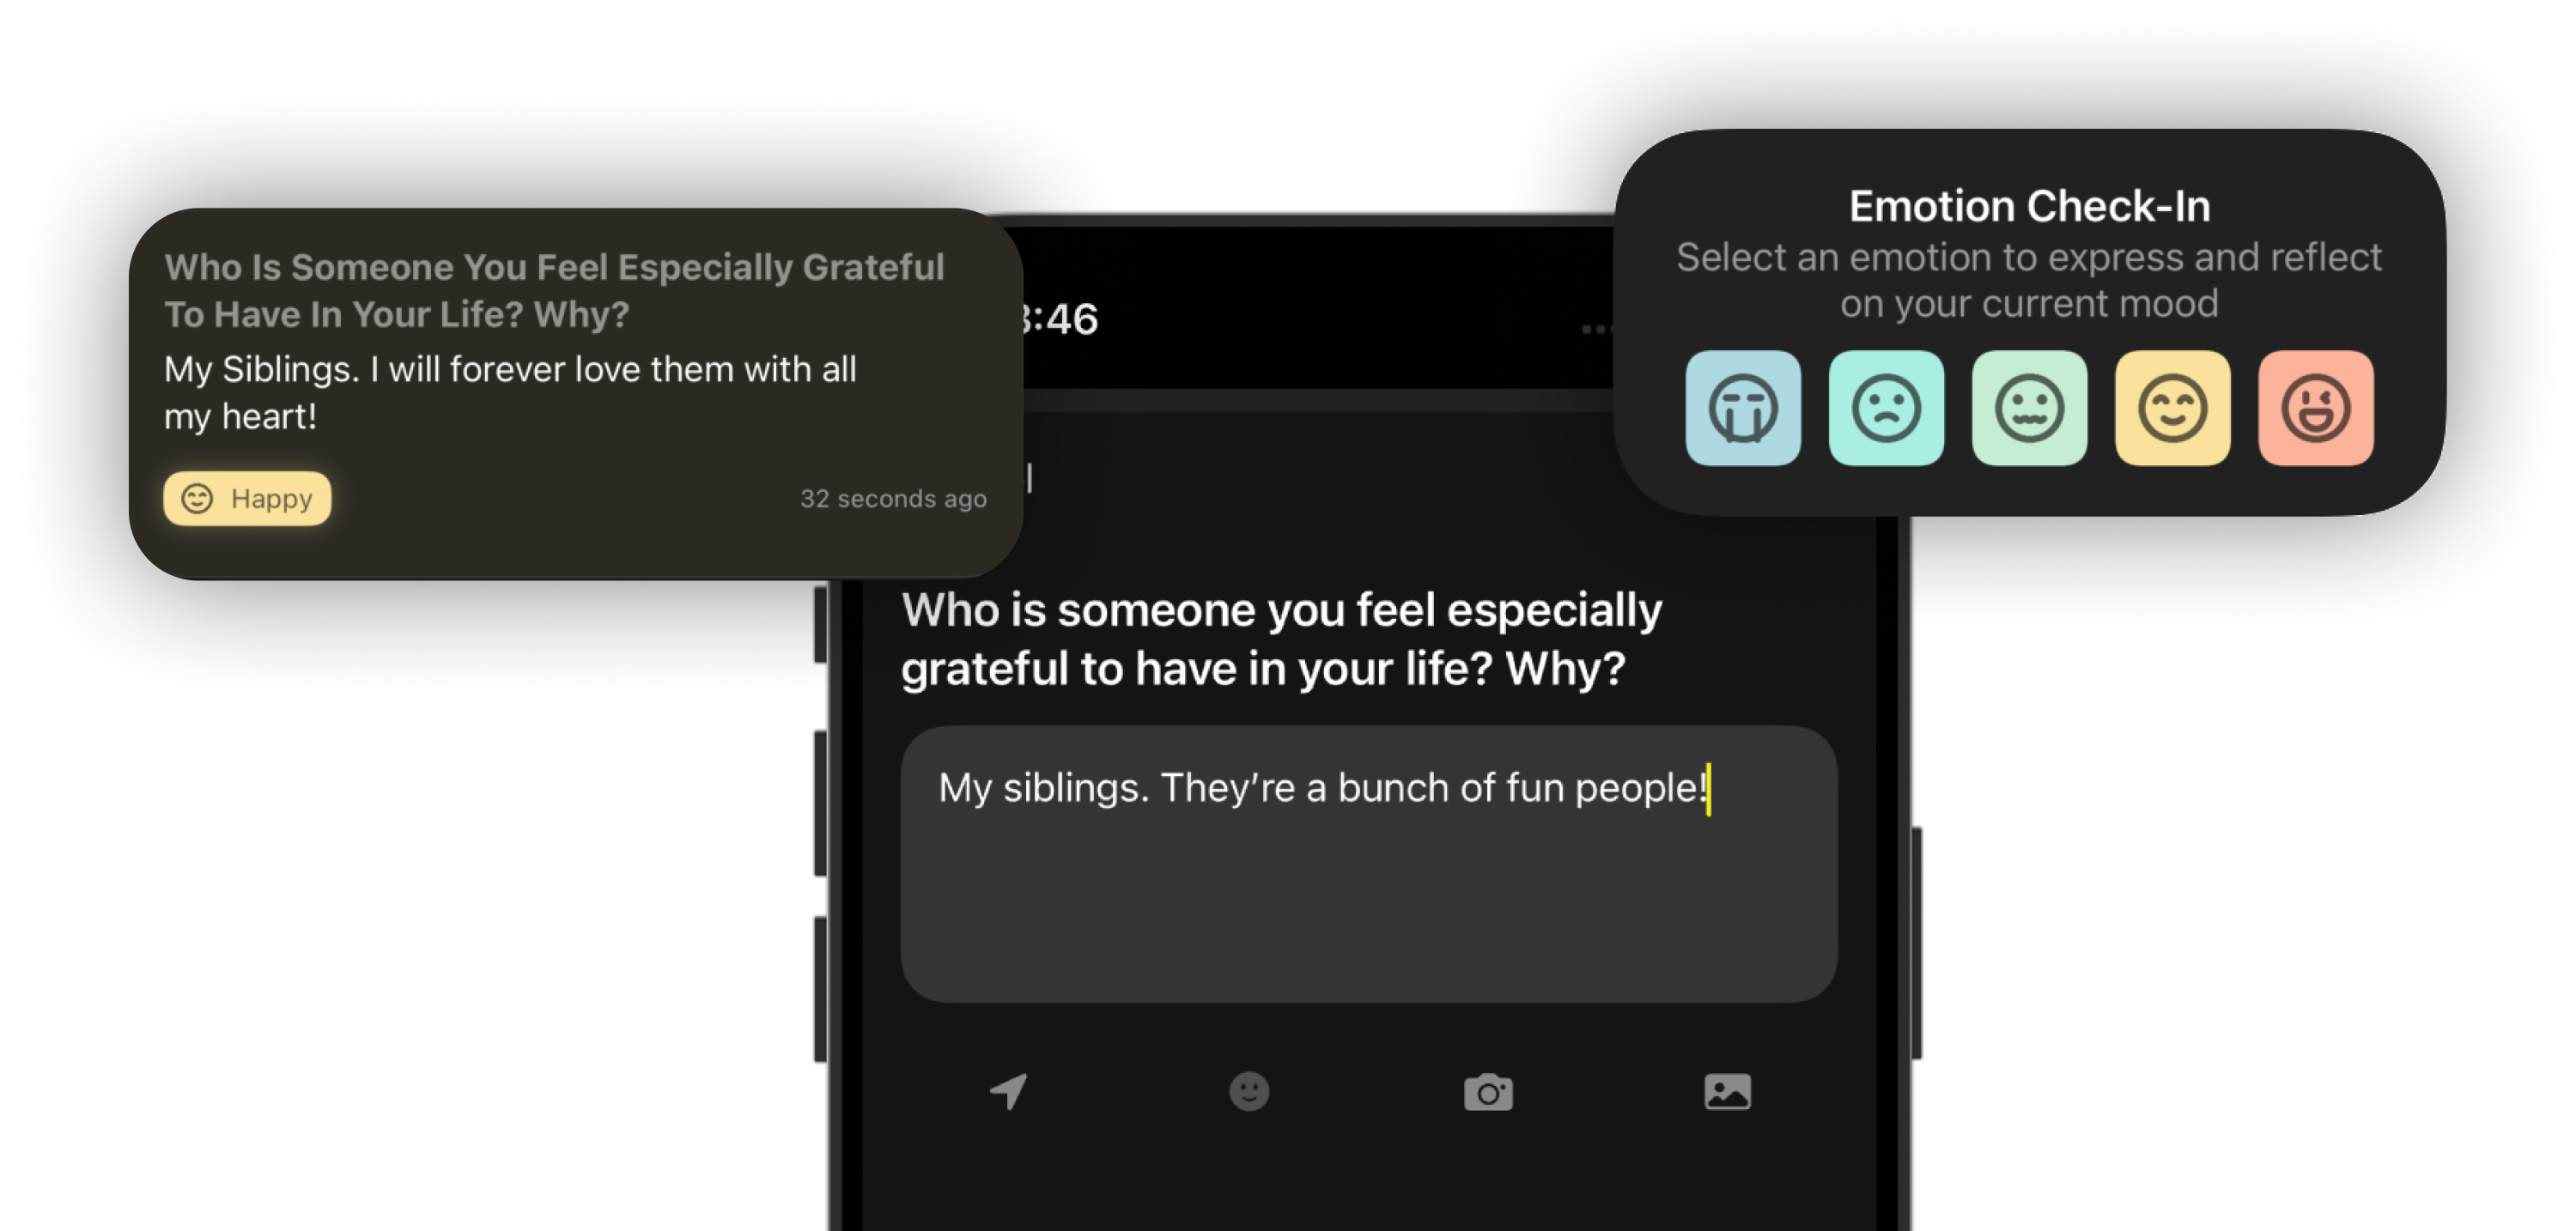 Who Is Someone You Feel Especially Grateful
To Have In Your Life? Why?
My Siblings. I will forever love them with all
my heart!
Happy
32 seconds ago
:46
Emotion Check-In
Select an emotion to express and reflect
on your current mood
Who is someone you feel especially
grateful to have in your life? Why?
My siblings. They’re a bunch of fun people!